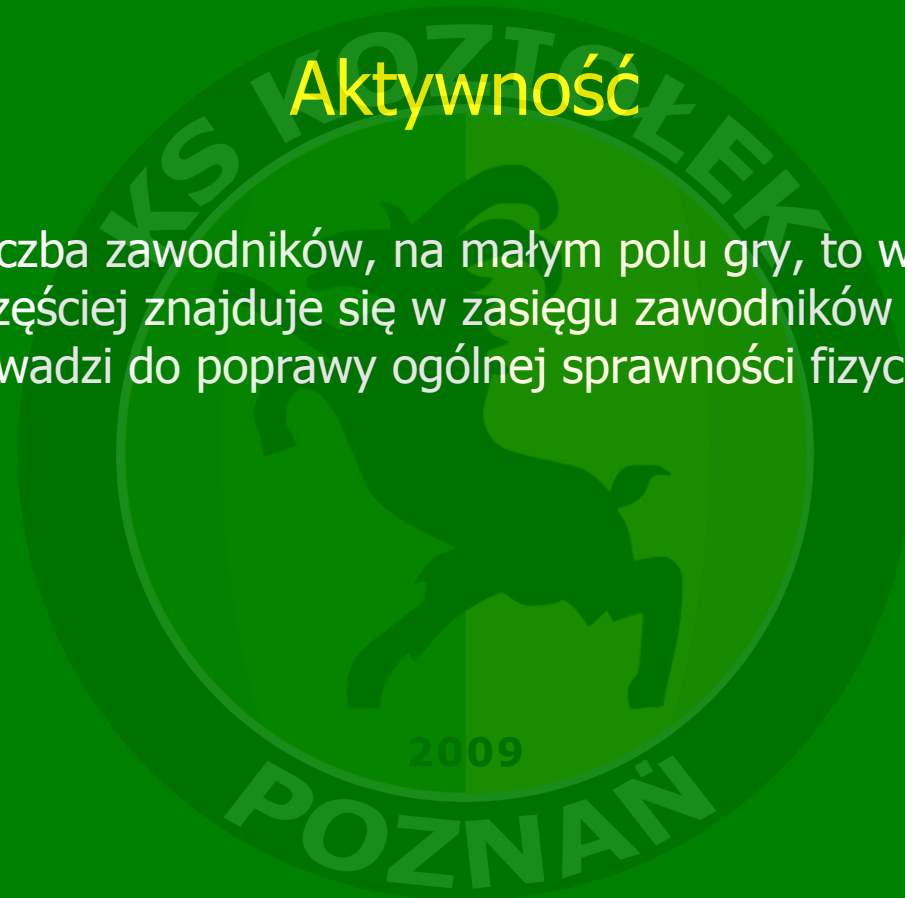 Aktywność
czba zawodników, na małym polu gry, to w
zęściej znajduje się w zasięgu zawodników
wadzi do poprawy ogólnej sprawności fizyc
KS KOZIOŁEK
2009
POZNAŃ